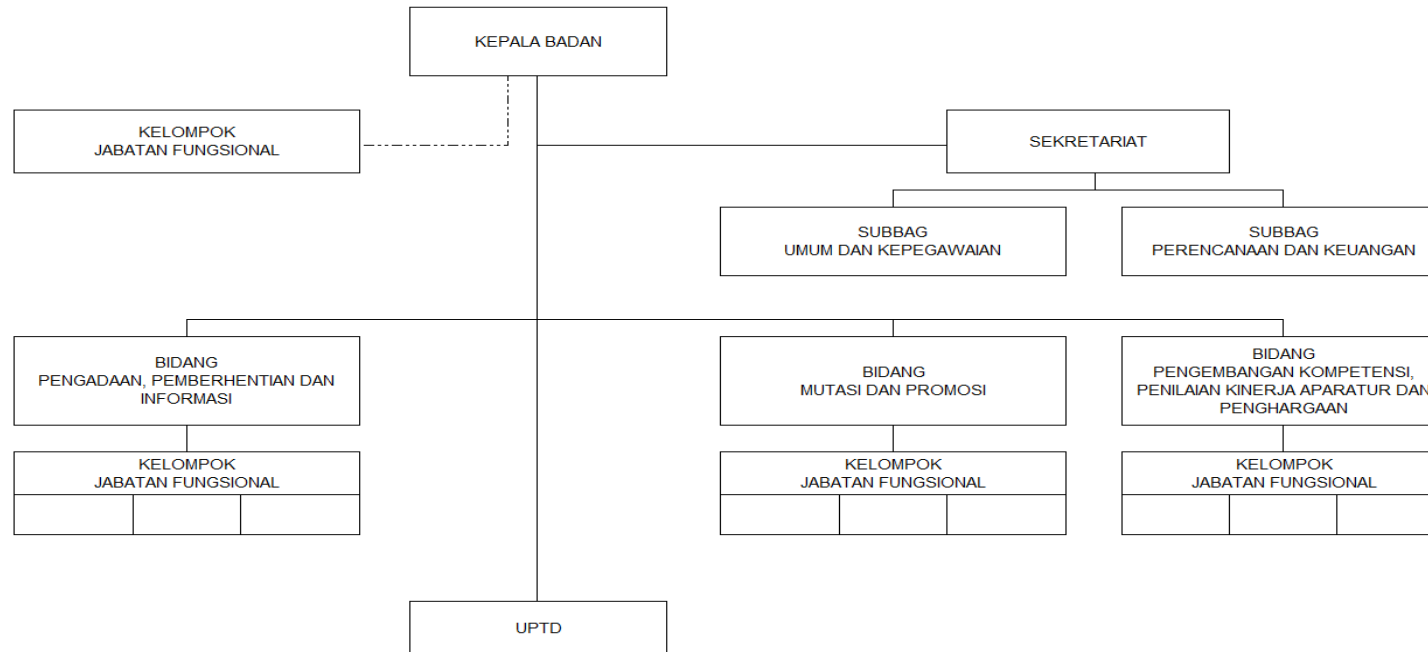 KEPALA BADAN
KELOMPOK
JABATAN FUNGSIONAL
SEKRETARIAT
SUBBAG
UMUM DAN KEPEGAWAIAN
SUBBAG
PERENCANAAN DAN KEUANGAN
BIDANG
PENGADAAN, PEMBERHENTIAN DAN
INFORMASI
BIDANG
MUTASI DAN PROMOSI
BIDANG
PENGEMBANGAN KOMPETENSI,
PENILAIAN KINERJA APARATUR DAN
PENGHARGAAN
KELOMPOK
JABATAN FUNGSIONAL
KELOMPOK
JABATAN FUNGSIONAL
KELOMPOK
JABATAN FUNGSIONAL
UPTD